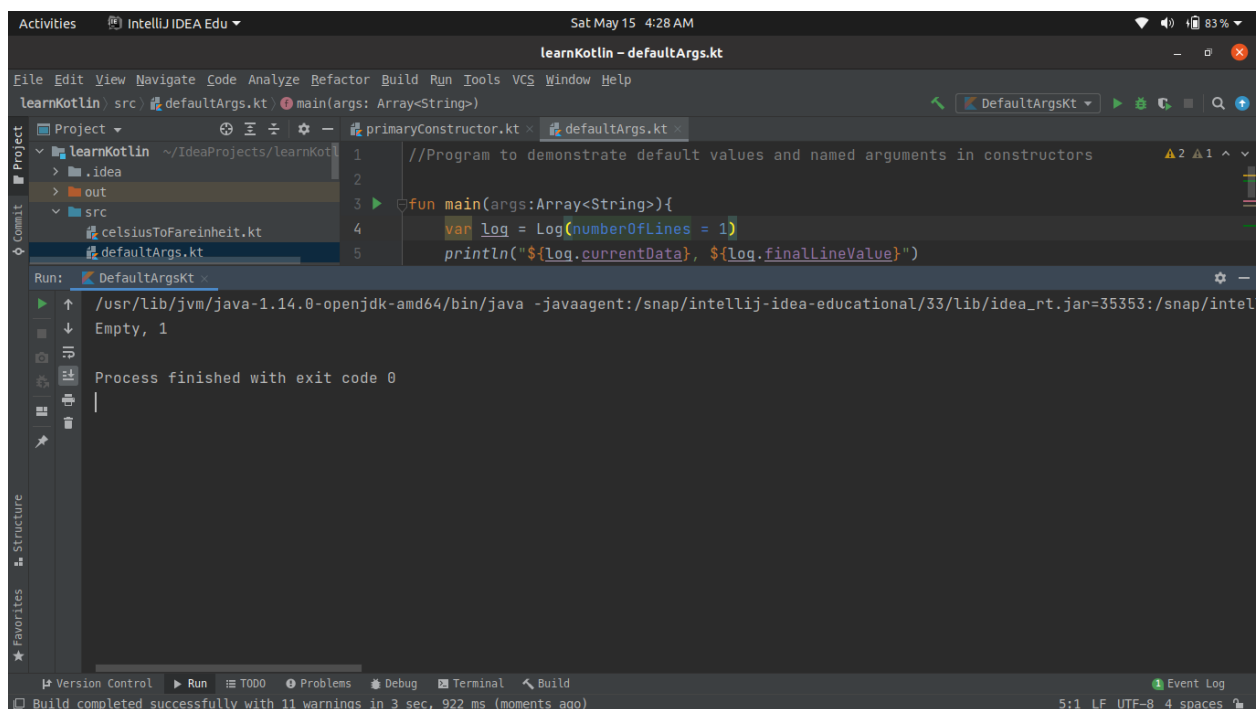 Activities IntelliJ IDEA Edu Sat May 15 4:28 AM 83 %
learnKotlin – defaultArgs.kt
File Edit View Navigate Code Analyze Refactor Build Run Tools VCS Window Help
learnKotlin src defaultArgs.kt main(args: Array<String>) DefaultArgsKt
Project Project primaryConstructor.kt defaultArgs.kt
learnKotlin ~/IdeaProjects/learnKotl 1 //Program to demonstrate default values and named arguments in constructors 2 1
.idea 2
out 3 fun main(args:Array<String>){
Commit src
celsiusToFareinheit.kt 4 var log = Log(numberOfLines = 1)
defaultArgs.kt 5 println("${log.currentData}, ${log.finalLineValue}")
Run: DefaultArgsKt
/usr/lib/jvm/java-1.14.0-openjdk-amd64/bin/java -javaagent:/snap/intellij-idea-educational/33/lib/idea_rt.jar=35353:/snap/intel
Empty, 1
Process finished with exit code 0
Structure
Favorites
Version Control Run TODO Problems Debug Terminal Build 1 Event Log
Build completed successfully with 11 warnings in 3 sec, 922 ms (moments ago) 5:1 LF UTF-8 4 spaces